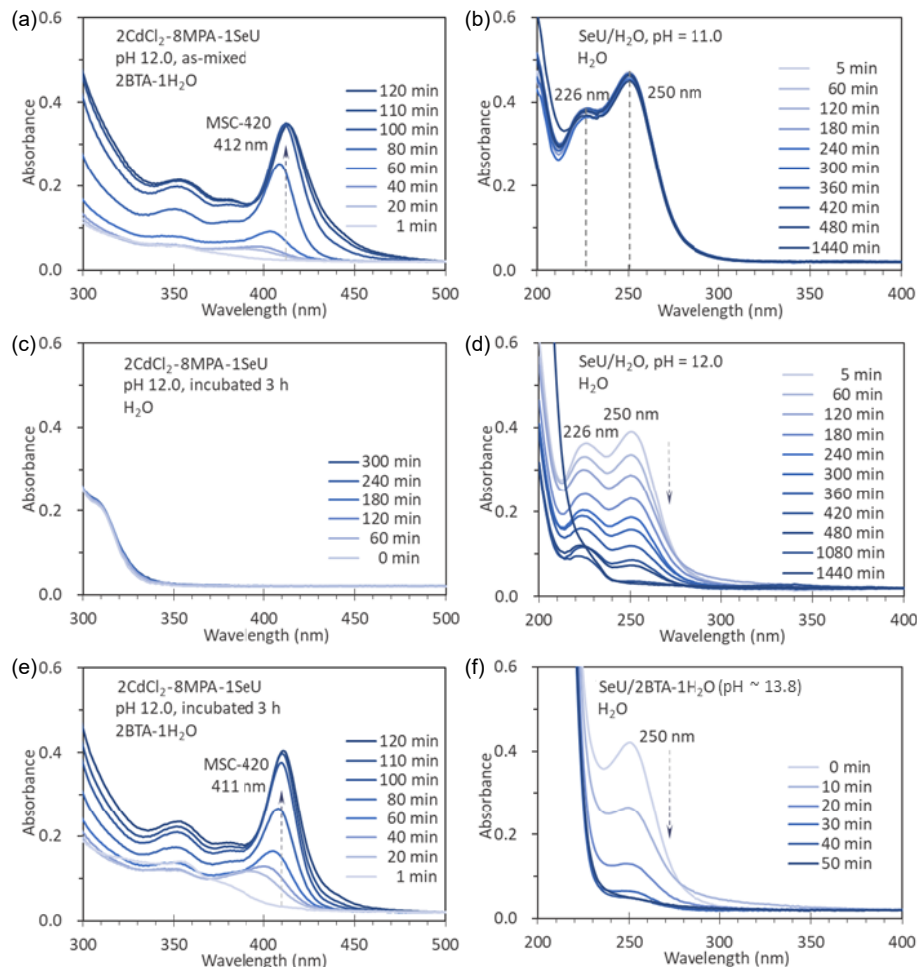 (a)
2CdCl₂-8MPA-1SeU
pH 12.0, as-mixed
2BTA-1H₂O
MSC-420
412 nm
120 min
110 min
100 min
80 min
60 min
40 min
20 min
1 min
Absorbance
0.6
0.4
0.2
0.0
300
350
400
450
500
Wavelength (nm)
(b)
SeU/H₂O, pH = 11.0
H₂O
226 nm
250 nm
5 min
60 min
120 min
180 min
240 min
300 min
360 min
420 min
480 min
1440 min
Absorbance
0.6
0.4
0.2
0.0
200
250
300
350
400
Wavelength (nm)
(c)
2CdCl₂-8MPA-1SeU
pH 12.0, incubated 3 h
H₂O
300 min
240 min
180 min
120 min
60 min
0 min
Absorbance
0.6
0.4
0.2
0.0
300
350
400
450
500
Wavelength (nm)
(d)
SeU/H₂O, pH = 12.0
H₂O
226 nm
250 nm
5 min
60 min
120 min
180 min
240 min
300 min
360 min
420 min
480 min
1080 min
1440 min
Absorbance
0.6
0.4
0.2
0.0
200
250
300
350
400
Wavelength (nm)
(e)
2CdCl₂-8MPA-1SeU
pH 12.0, incubated 3 h
2BTA-1H₂O
MSC-420
411 nm
120 min
110 min
100 min
80 min
60 min
40 min
20 min
1 min
Absorbance
0.6
0.4
0.2
0.0
300
350
400
450
500
Wavelength (nm)
(f)
SeU/2BTA-1H₂O (pH ~ 13.8)
H₂O
250 nm
0 min
10 min
20 min
30 min
40 min
50 min
Absorbance
0.6
0.4
0.2
0.0
200
250
300
350
400
Wavelength (nm)